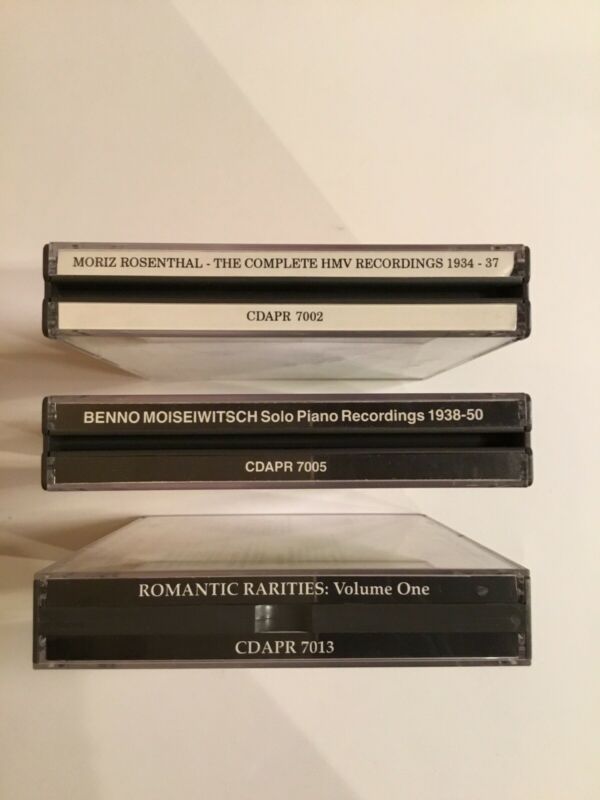 MORIZ ROSENTHAL - THE COMPLETE HMV RECORDINGS 1934 - 37
CDAPR 7002
BENNO MOISEIWITSCH Solo Piano Recordings 1938-50
CDAPR 7005
ROMANTIC RARITIES: Volume One
CDAPR 7013